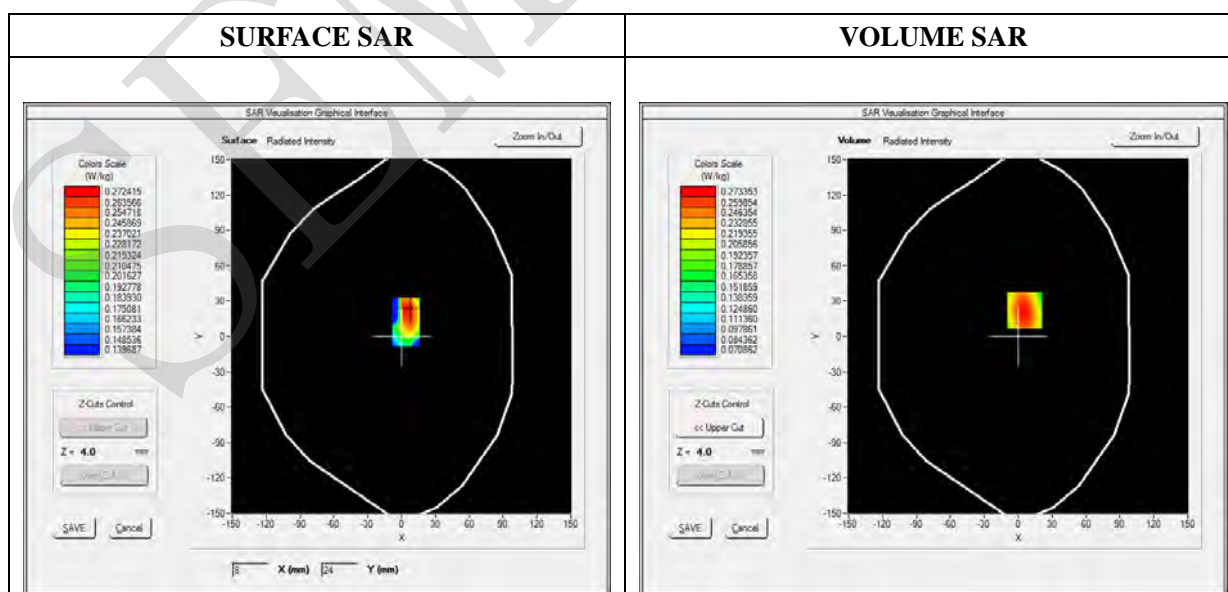 SURFACE SAR
SAR Visualisation Graphical Interface
Surface Radiated Intensity
Zoom In/Out
Colors Scale
(W/kg)
0.272415
0.263566
0.254718
0.245869
0.237021
0.228172
0.219324
0.210475
0.201627
0.192778
0.183930
0.175081
0.166233
0.157384
0.148536
0.139687
150
120
90
60
30
0
-30
-60
-90
-120
-150
Y
-150 -120 -90 -60 -30 0 30 60 90 120 150
X
Z-Cuts Control
<< Upper Cut
Z = 4.0 mm
SAVE Cancel
8 X (mm) 24 Y (mm)
VOLUME SAR
SAR Visualisation Graphical Interface
Volume Radiated Intensity
Zoom In/Out
Colors Scale
(W/kg)
0.273353
0.259854
0.246354
0.232855
0.219355
0.205856
0.192357
0.178857
0.165358
0.151859
0.138359
0.124860
0.111360
0.097861
0.084362
0.070862
150
120
90
60
30
0
-30
-60
-90
-120
-150
Y
-150 -120 -90 -60 -30 0 30 60 90 120 150
X
Z-Cuts Control
<< Upper Cut
Z = 4.0 mm
SAVE Cancel